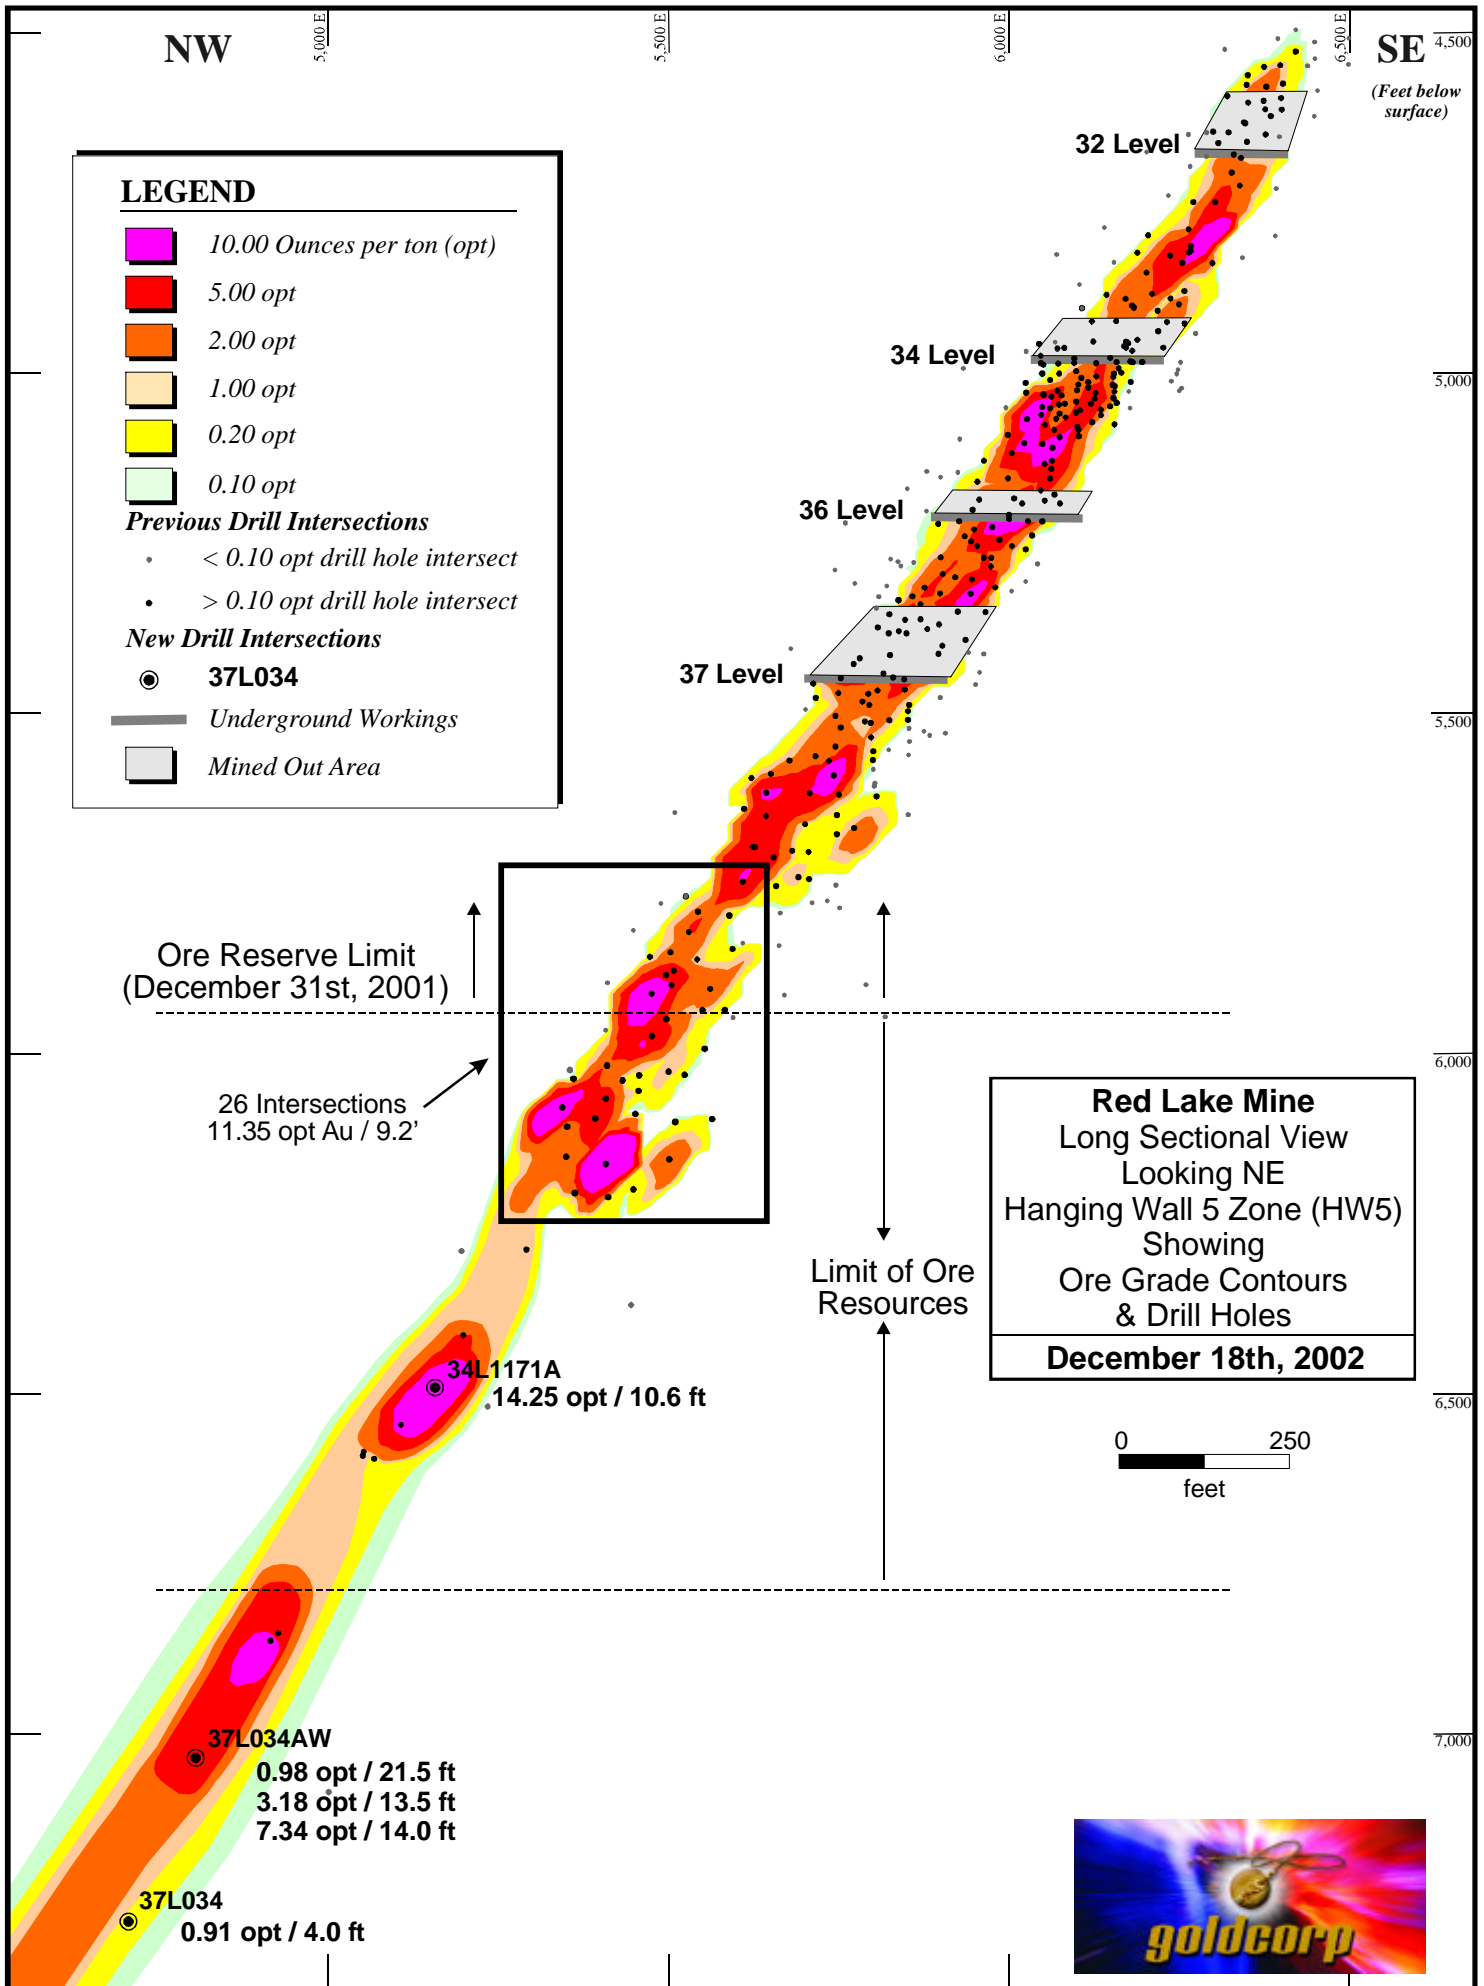 NW
5,000 E
5,500 E
6,000 E
6,500 E
SE
4,500
(Feet below
surface)
32 Level
LEGEND
10.00 Ounces per ton (opt)
5.00 opt
2.00 opt
1.00 opt
0.20 opt
0.10 opt
Previous Drill Intersections
< 0.10 opt drill hole intersect
> 0.10 opt drill hole intersect
New Drill Intersections
37L034
Underground Workings
Mined Out Area
34 Level
5,000
36 Level
37 Level
5,500
Ore Reserve Limit
(December 31st, 2001)
6,000
26 Intersections
11.35 opt Au / 9.2’
Red Lake Mine
Long Sectional View
Looking NE
Hanging Wall 5 Zone (HW5)
Showing
Ore Grade Contours
& Drill Holes
December 18th, 2002
Limit of Ore
Resources
34L1171A
14.25 opt / 10.6 ft
6,500
0 250
feet
37L034AW
0.98 opt / 21.5 ft
3.18 opt / 13.5 ft
7.34 opt / 14.0 ft
7,000
37L034
0.91 opt / 4.0 ft
goldcorp